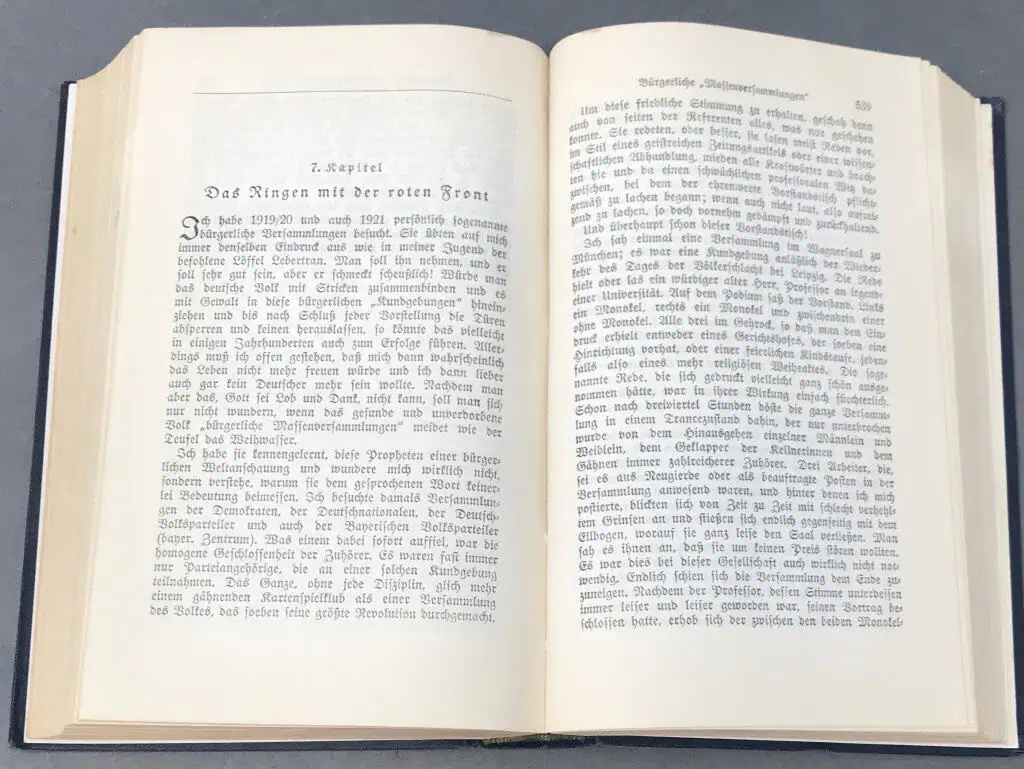 7. Kapitel
Das Ringen mit der roten Front
Ich habe 1919/20 und auch 1921 persönlich sogenannte
bürgerliche Versammlungen besucht. Sie übten auf mich
immer denselben Eindruck aus wie in meiner Jugend der
befohlene Löffel Lebertran. Man soll ihn nehmen, und er
soll sehr gut sein, aber er schmeckt scheußlich! Würde man
das deutsche Volk mit Stricken zusammenbinden und es
mit Gewalt in diese bürgerlichen „Kundgebungen“ hinein-
ziehen und bis nach Schluß jeder Vorstellung die Türen
absperren und keinen herauslassen, so könnte das vielleicht
in einigen Jahrhunderten auch zum Erfolge führen. Aller-
dings muß ich offen gestehen, daß mich dann wahrscheinlich
das Leben nicht mehr freuen würde und ich dann lieber
auch gar kein Deutscher mehr sein wollte. Nachdem man
aber das, Gott sei Lob und Dank, nicht kann, soll man sich
nur nicht wundern, wenn das gesunde und unverdorbene
Volk „bürgerliche Massenversammlungen“ meidet wie der
Teufel das Weihwasser.
Ich habe sie kennengelernt, diese Propheten einer bürger-
lichen Weltanschauung und wundere mich wirklich nicht,
sondern verstehe, warum sie dem gesprochenen Wort keiner-
lei Bedeutung beimessen. Ich besuchte damals Versammlun-
gen der Demokraten, der Deutschnationalen, der Deutsch-
Volksparteiler und auch der Bayerischen Volksparteiler
(bayer. Zentrum). Was einem dabei sofort auffiel, war die
homogene Geschlossenheit der Zuhörer. Es waren fast immer
nur Parteiangehörige, die an einer solchen Kundgebung
teilnahmen. Das Ganze, ohne jede Disziplin, glich mehr
einem gähnenden Kartenspielklub als einer Versammlung
des Volkes, das soeben seine größte Revolution durchgemacht.
Bürgerliche „Massenversammlungen“ 539
Um diese friedliche Stimmung zu erhalten, geschah denn
auch von seiten der Referenten alles, was nur geschehen
konnte. Sie redeten, oder besser, sie lasen meist Reden vor,
im Stil eines geistreichen Zeitungsartikels oder einer wissen-
schaftlichen Abhandlung, mieden alle Kraftwörter und brach-
ten hie und da einen schwächlichen professoralen Witz da-
zwischen, bei dem der ehrenwerte Vorstandstisch pflicht-
gemäß zu lachen begann; wenn auch nicht laut, also aufrei-
zend zu lachen, so doch vornehm gedämpft und zurückhaltend.
Und überhaupt schon dieser Vorstandstisch!
Ich sah einmal eine Versammlung im Wagnersaal zu
München; es war eine Kundgebung anläßlich der Wieder-
kehr des Tages der Völkerschlacht bei Leipzig. Die Rede
hielt oder las ein würdiger alter Herr, Professor an irgend-
einer Universität. Auf dem Podium saß der Vorstand. Links
ein Monokel, rechts ein Monokel und zwischendrin einer
ohne Monokel. Alle drei im Gehrock, so daß man den Ein-
druck erhielt entweder eines Gerichtshofes, der soeben eine
Hinrichtung vorhat, oder einer feierlichen Kindstaufe, jeden-
falls also eines mehr religiösen Weiheaktes. Die soge-
nannte Rede, die sich gedruckt vielleicht ganz schön ausge-
nommen hätte, war in ihrer Wirkung einfach fürchterlich.
Schon nach dreiviertel Stunden döste die ganze Versamm-
lung in einem Trancezustand dahin, der nur unterbrochen
wurde von dem Hinausgehen einzelner Männlein und
Weiblein, dem Geklapper der Kellnerinnen und dem
Gähnen immer zahlreicherer Zuhörer. Drei Arbeiter, die,
sei es aus Neugierde oder als beauftragte Posten in der
Versammlung anwesend waren, und hinter denen ich mich
postierte, blickten sich von Zeit zu Zeit mit schlecht verhehl-
tem Grinsen an und stießen sich endlich gegenseitig mit dem
Ellbogen, worauf sie ganz leise den Saal verließen. Man
sah es ihnen an, daß sie um keinen Preis stören wollten.
Es war dies bei dieser Gesellschaft auch wirklich nicht not-
wendig. Endlich schien sich die Versammlung dem Ende zu-
zuneigen. Nachdem der Professor, dessen Stimme unterdessen
immer leiser und leiser geworden war, seinen Vortrag be-
schlossen hatte, erhob sich der zwischen den beiden Monokel-